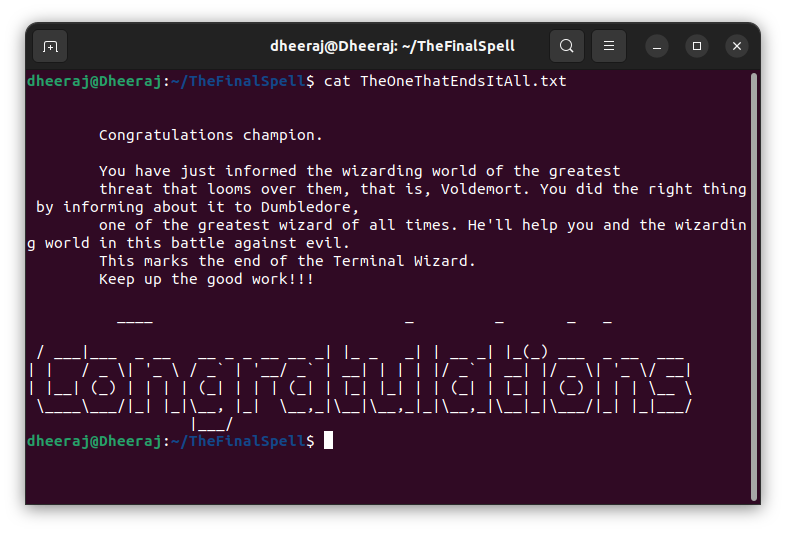 dheeraj@Dheeraj: ~/TheFinalSpell
dheeraj@Dheeraj:~/TheFinalSpell$ cat TheOneThatEndsItAll.txt
Congratulations champion.
You have just informed the wizarding world of the greatest
threat that looms over them, that is, Voldemort. You did the right thing
by informing about it to Dumbledore,
one of the greatest wizard of all times. He'll help you and the wizardin
g world in this battle against evil.
This marks the end of the Terminal Wizard.
Keep up the good work!!!
Congratulations
dheeraj@Dheeraj:~/TheFinalSpell$